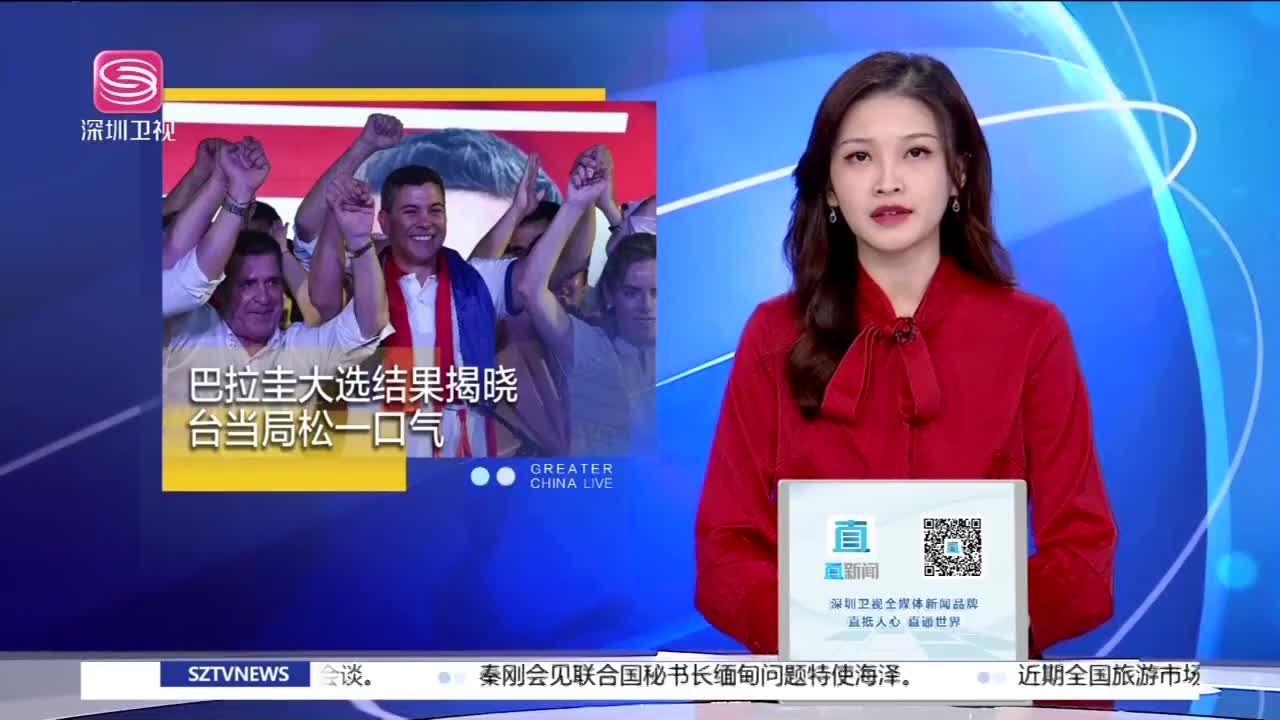 深圳卫视
巴拉圭大选结果揭晓
台当局松一口气
GREATER
CHINA LIVE
直
直新闻
深圳卫视全媒体新闻品牌
直抵人心 直通世界
SZTVNEWS
会谈。 秦刚会见联合国秘书长缅甸问题特使海泽。 近期全国旅游市场